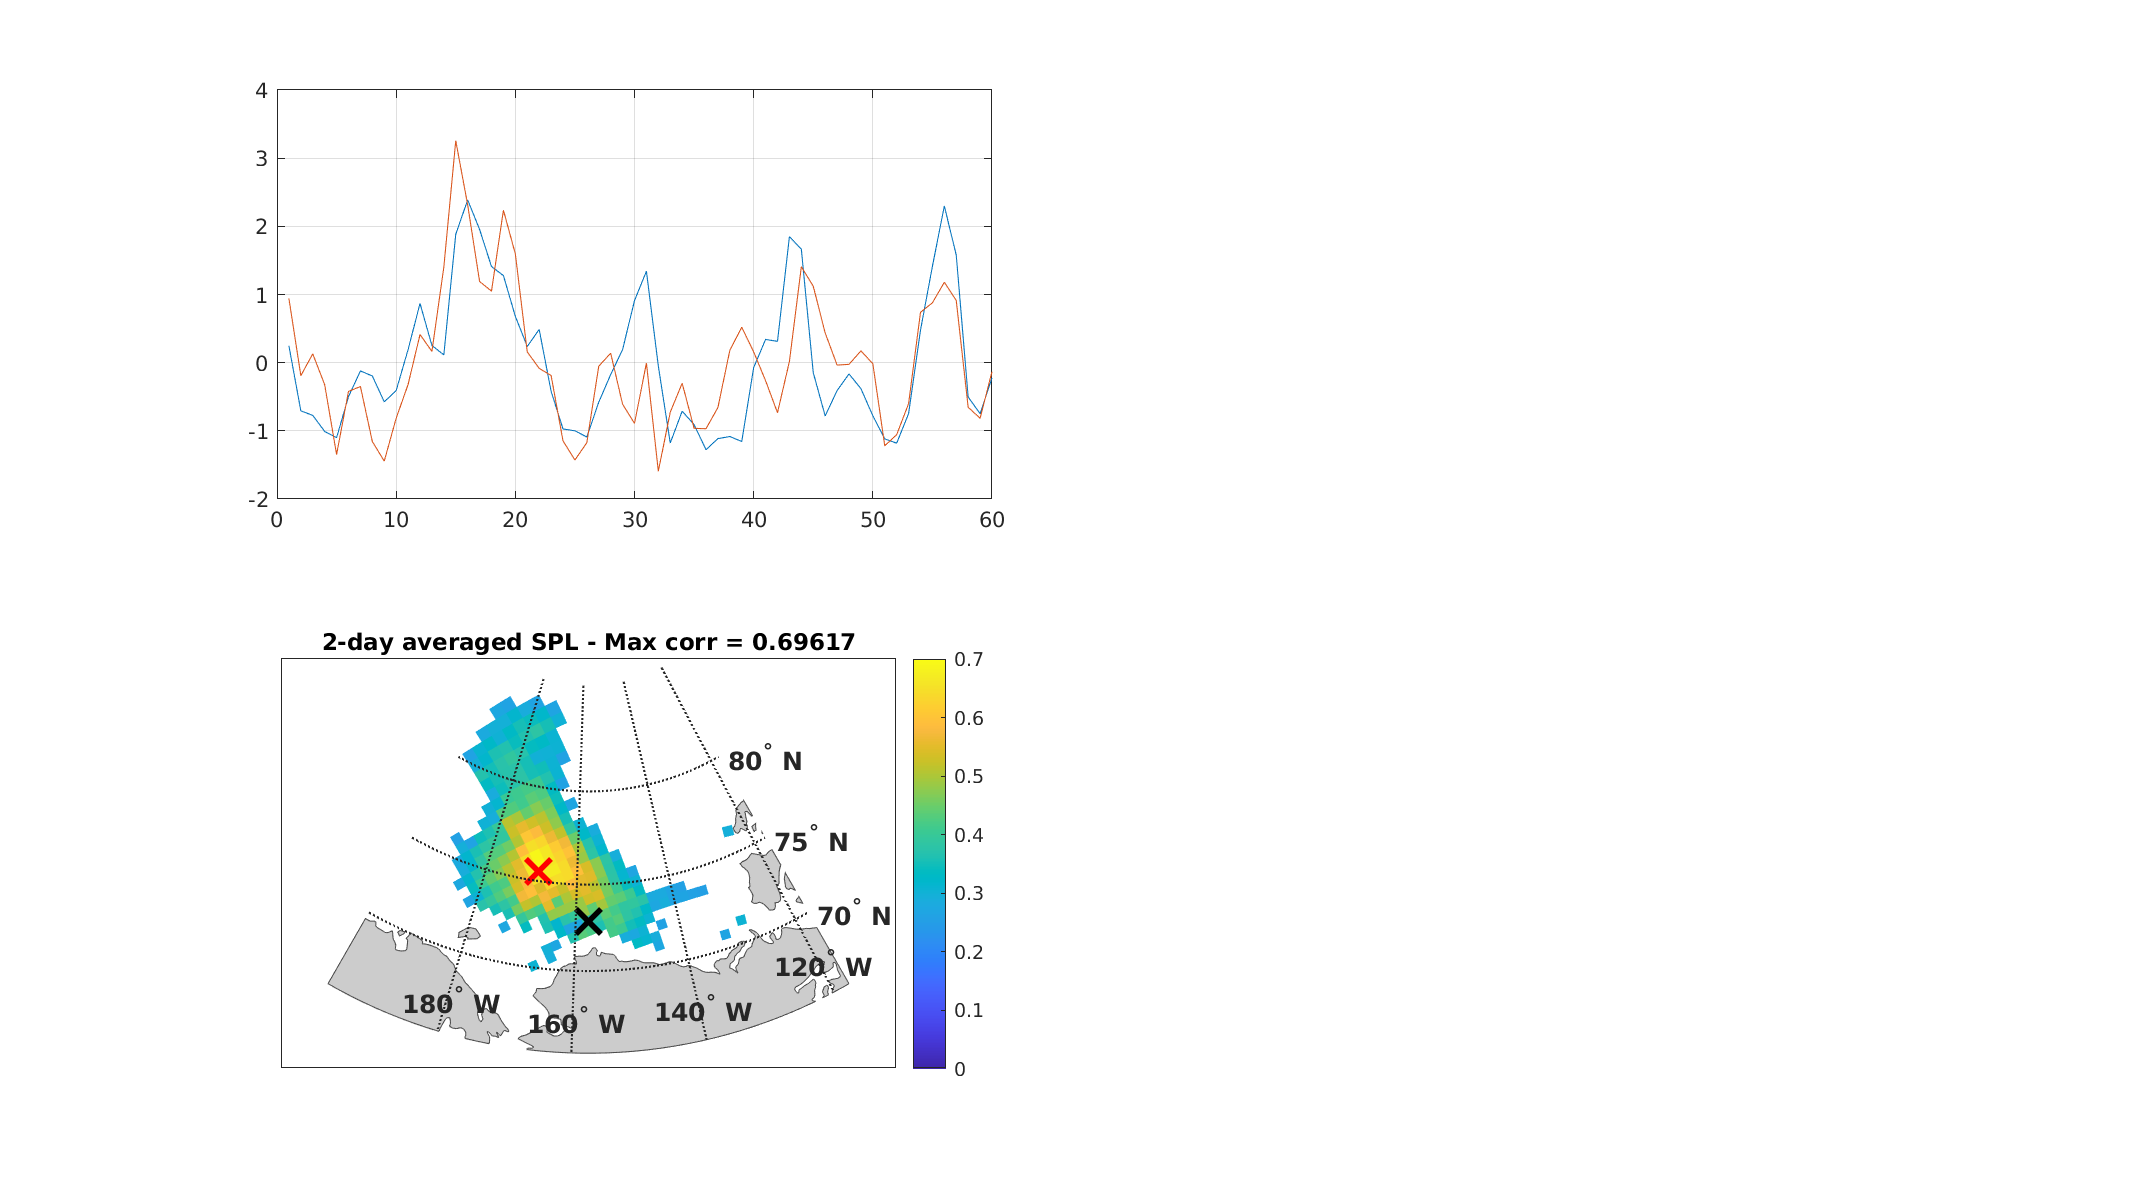 4
3
2
1
0
-1
-2
0 10 20 30 40 50 60
2-day averaged SPL - Max corr = 0.69617
0.7
0.6
0.5
0.4
0.3
0.2
0.1
0
80° N
75° N
70° N
120° W
180° W
160° W
140° W